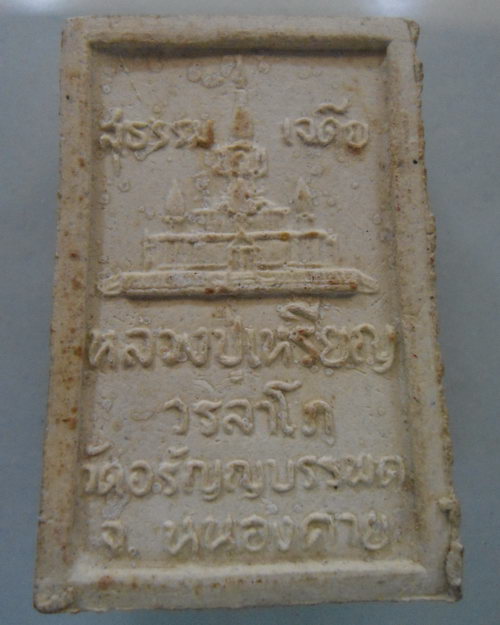 สุธรรม เจดีย์
หลวงปู่เหรียญ
วรลาโภ
วัดอรัญญบรรพต
จ. หนองคาย